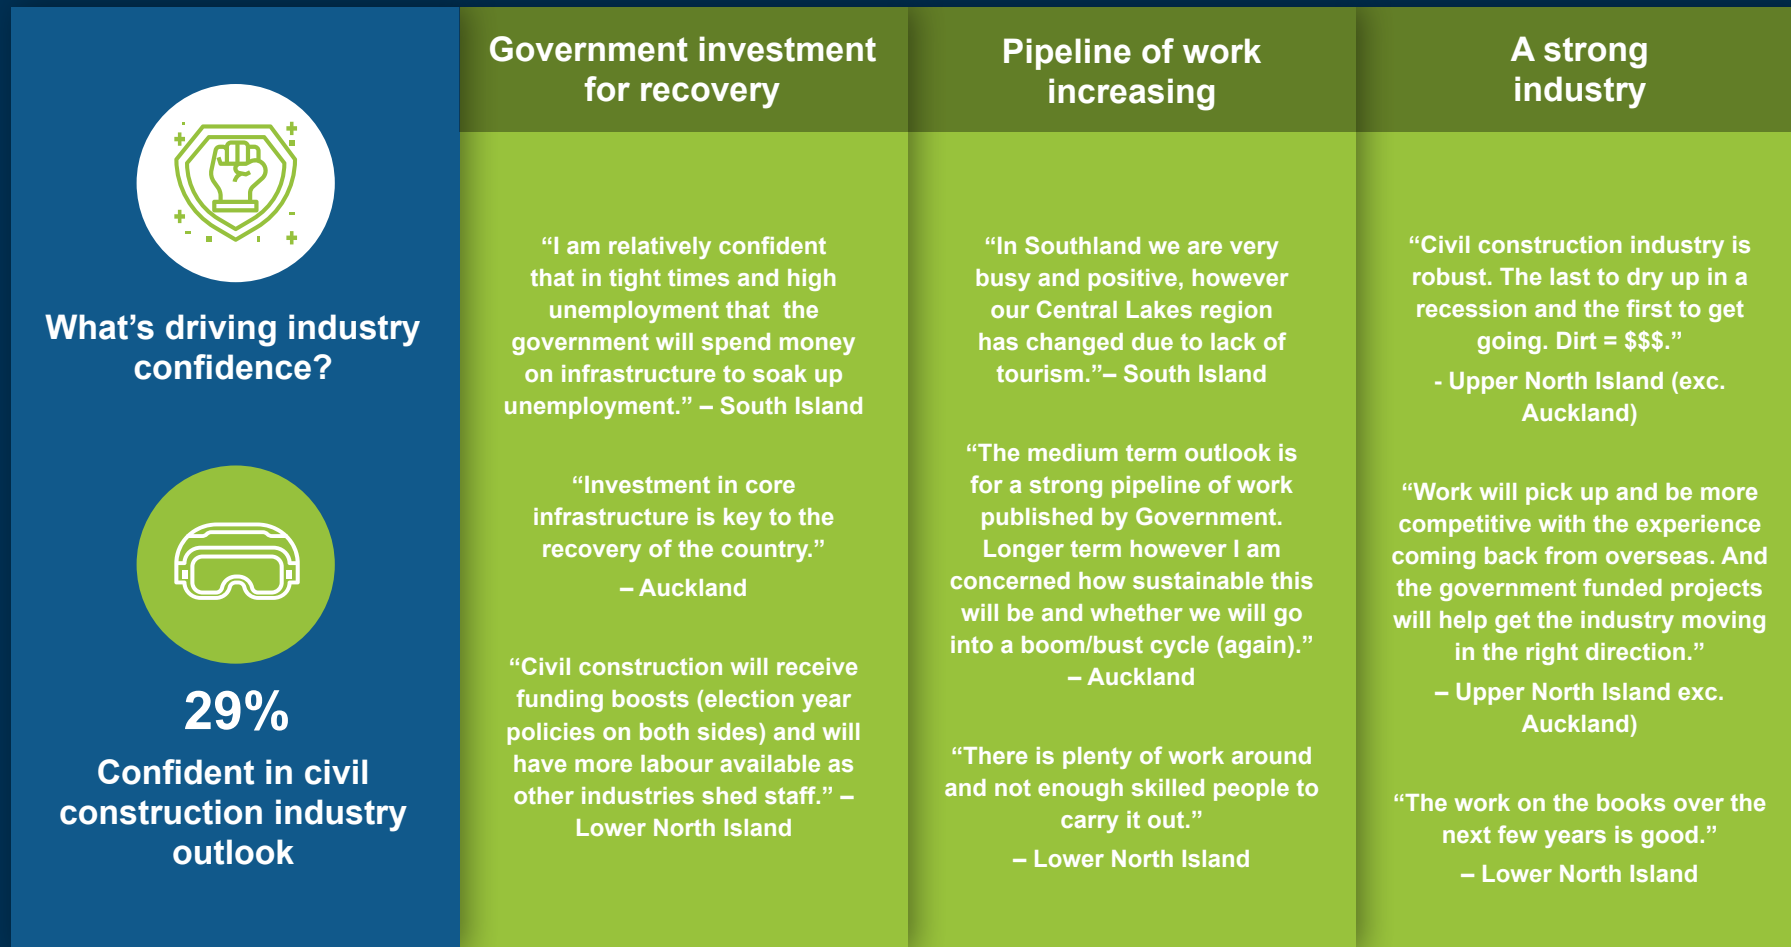 What’s driving industry
confidence?
29%
Confident in civil
construction industry
outlook
Government investment
for recovery
“I am relatively confident
that in tight times and high
unemployment that  the
government will spend money
on infrastructure to soak up
unemployment.” – South Island
“Investment in core
infrastructure is key to the
recovery of the country.”
– Auckland
“Civil construction will receive
funding boosts (election year
policies on both sides) and will
have more labour available as
other industries shed staff.” –
Lower North Island
Pipeline of work
increasing
“In Southland we are very
busy and positive, however
our Central Lakes region
has changed due to lack of
tourism.”– South Island
“The medium term outlook is
for a strong pipeline of work
published by Government.
Longer term however I am
concerned how sustainable this
will be and whether we will go
into a boom/bust cycle (again).”
– Auckland
“There is plenty of work around
and not enough skilled people to
carry it out.”
– Lower North Island
A strong
industry
“Civil construction industry is
robust. The last to dry up in a
recession and the first to get
going. Dirt = $$$.”
- Upper North Island (exc.
Auckland)
“Work will pick up and be more
competitive with the experience
coming back from overseas. And
the government funded projects
will help get the industry moving
in the right direction.”
– Upper North Island exc.
Auckland)
“The work on the books over the
next few years is good.”
– Lower North Island